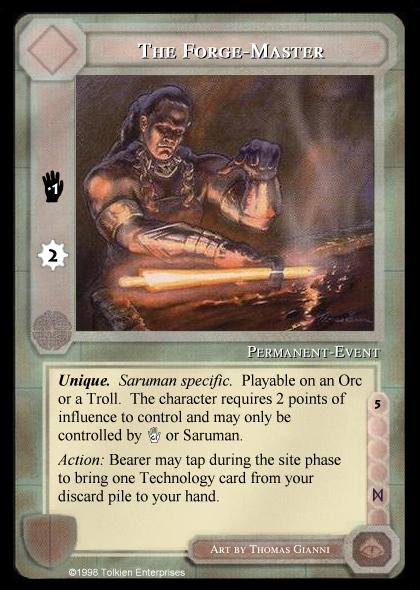 The Forge-Master
1
2
Permanent-Event
Unique. Saruman specific. Playable on an Orc
or a Troll. The character requires 2 points of
influence to control and may only be
controlled by or Saruman.
Action: Bearer may tap during the site phase
to bring one Technology card from your
discard pile to your hand.
5
ᛞ
Art by Thomas Gianni
©1998 Tolkien Enterprises